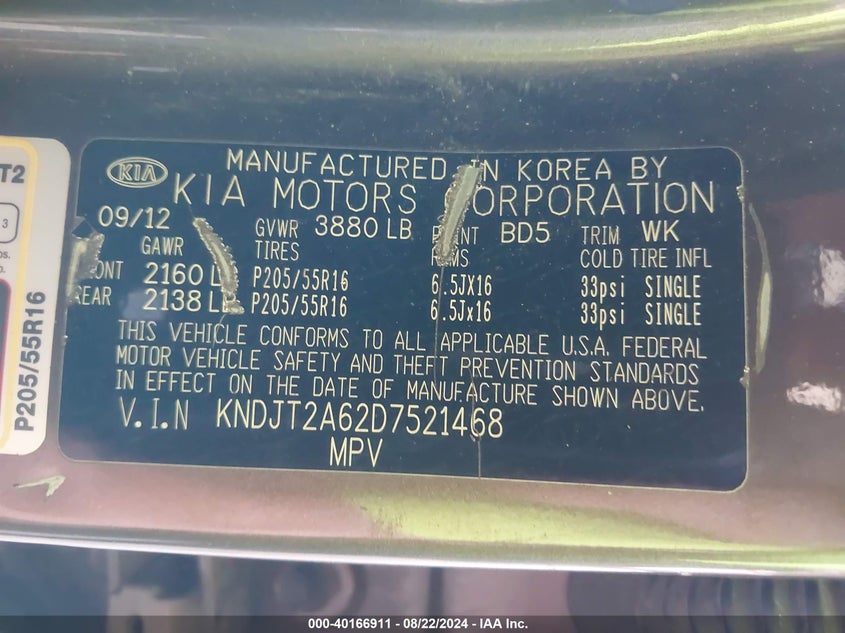 T2
3
P205/55R16
KIA
MANUFACTURED IN KOREA BY
KIA MOTORS CORPORATION
09/12 GVWR 3880 LB BD5 TRIM WK
GAWR TIRES COLD TIRE INFL
2160 P205/55R16 6.5JX16 33psi SINGLE
2138 P205/55R16 6.5Jx16 33psi SINGLE
THIS VEHICLE CONFORMS TO ALL APPLICABLE U.S.A. FEDERAL
MOTOR VEHICLE SAFETY AND THEFT PREVENTION STANDARDS
IN EFFECT ON THE DATE OF MANUFACTURE SHOWN ABOVE.
V.I.N KNDJT2A62D7521468
MPV
000-40166911 - 08/22/2024 - IAA Inc.